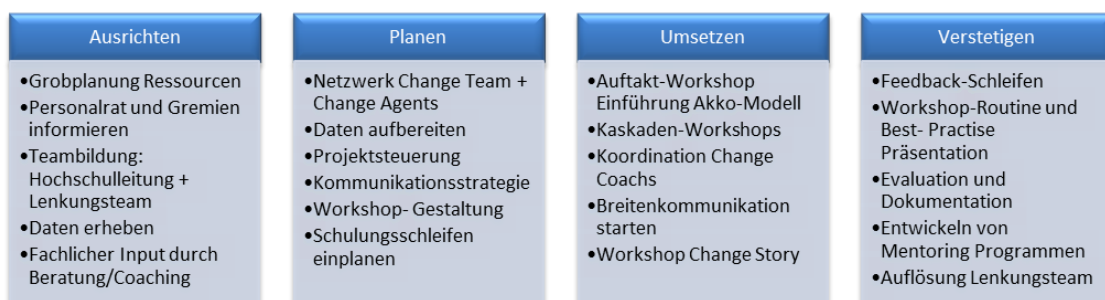 Ausrichten
•Grobplanung Ressourcen
•Personalrat und Gremien
informieren
•Teambildung:
Hochschulleitung +
Lenkungsteam
•Daten erheben
•Fachlicher Input durch
Beratung/Coaching
Planen
•Netzwerk Change Team +
Change Agents
•Daten aufbereiten
•Projektsteuerung
•Kommunikationsstrategie
•Workshop- Gestaltung
•Schulungsschleifen
einplanen
Umsetzen
•Auftakt-Workshop
Einführung Akko-Modell
•Kaskaden-Workshops
•Koordination Change
Coachs
•Breitenkommunikation
starten
•Workshop Change Story
Verstetigen
•Feedback-Schleifen
•Workshop-Routine und
Best- Practise
Präsentation
•Evaluation und
Dokumentation
•Entwickeln von
Mentoring Programmen
•Auflösung Lenkungsteam